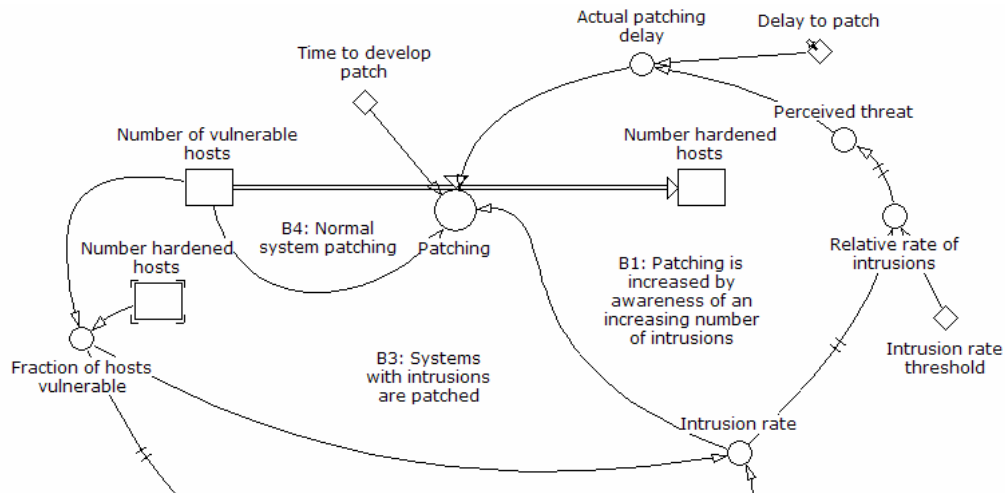 Actual patching
delay
Delay to patch
Time to develop
patch
Perceived threat
Number of vulnerable
hosts
Number hardened
hosts
B4: Normal
system patching
Patching
Number hardened
hosts
Relative rate of
intrusions
B1: Patching is
increased by
awareness of an
increasing number
of intrusions
Intrusion rate
threshold
Fraction of hosts
vulnerable
B3: Systems
with intrusions
are patched
Intrusion rate